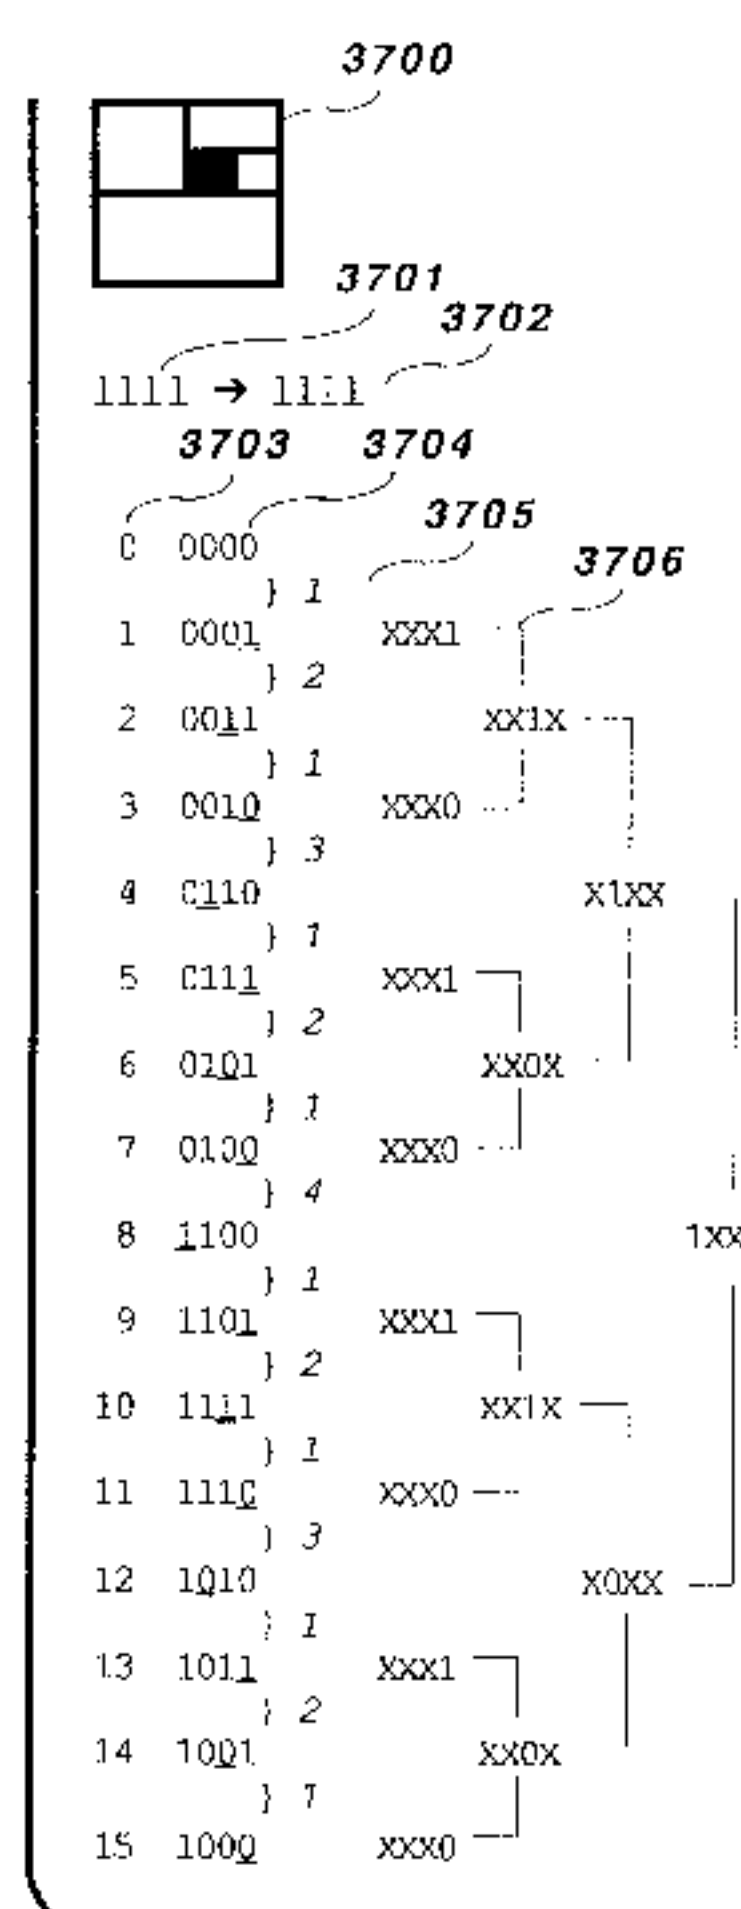 3700
3701
3702
1111 → 1111
3703 3704
3705
0 0000
3706
} 1
1 0001 XXX1
} 2
2 0011 XX1X
} 1
3 0010 XXX0
} 3
4 0110 X1XX
} 1
5 0111 XXX1
} 2
6 0101 XX0X
} 1
7 0100 XXX0
} 4
8 1100 1XX
} 1
9 1101 XXX1
} 2
10 1111 XX1X
} 1
11 1110 XXX0
} 3
12 1010 X0XX
} 1
13 1011 XXX1
} 2
14 1001 XX0X
} 1
15 1000 XXX0